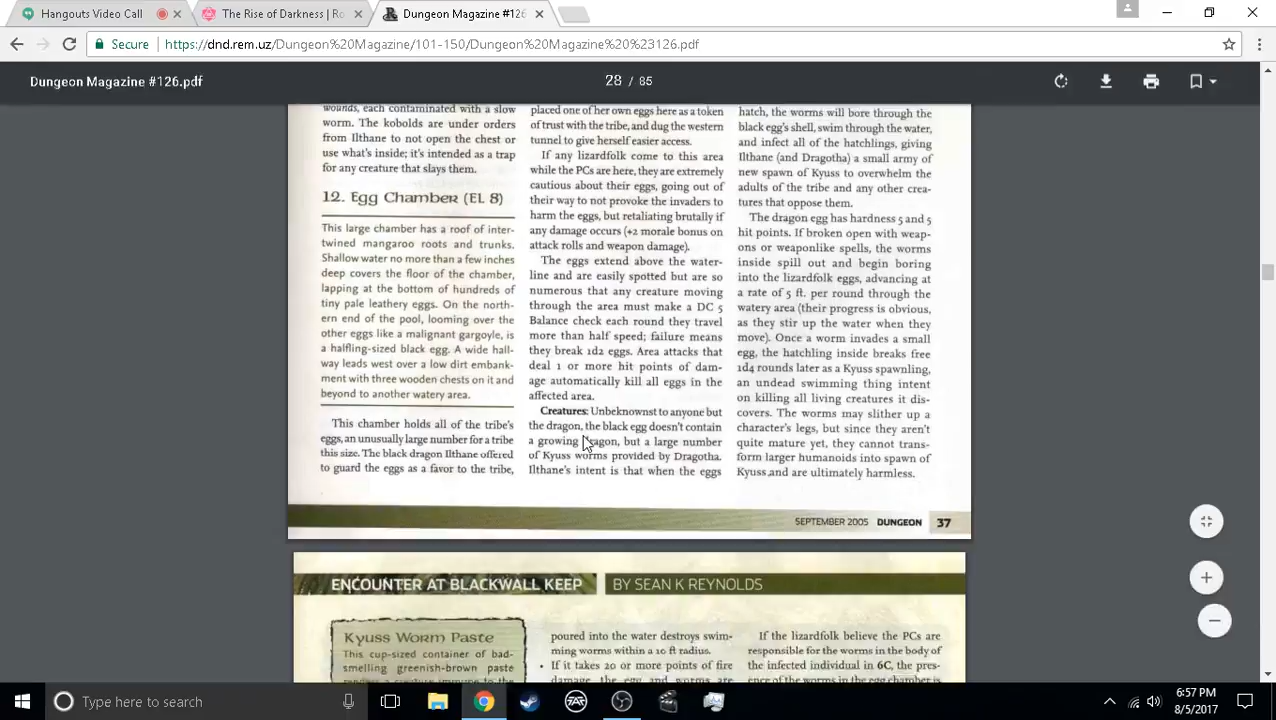 Hangouts Video Call
The Rise of Darkness | Ro
Dungeon Magazine #126
Secure
https://dnd.rem.uz/Dungeon%20Magazine/101-150/Dungeon%20Magazine%20%23126.pdf
Dungeon Magazine #126.pdf
28 / 85
wounds, each contaminated with a slow
worm. The kobolds are under orders
from Ilthane to not open the chest or
use what's inside; it's intended as a trap
for any creature that slays them.
12. Egg Chamber (EL 8)
This large chamber has a roof of inter-
twined mangaroo roots and trunks.
Shallow water no more than a few inches
deep covers the floor of the chamber,
lapping at the bottom of hundreds of
tiny pale leathery eggs. On the north-
ern end of the pool, looming over the
other eggs like a malignant gargoyle, is
a halfling-sized black egg. A wide hall-
way leads west over a low dirt embank-
ment with three wooden chests on it and
beyond to another watery area.
This chamber holds all of the tribe's
eggs, an unusually large number for a tribe
this size. The black dragon Ilthane offered
to guard the eggs as a favor to the tribe,
placed one of her own eggs here as a token
of trust with the tribe, and dug the western
tunnel to give herself easier access.
If any lizardfolk come to this area
while the PCs are here, they are extremely
cautious about their eggs, going out of
their way to not provoke the invaders to
harm the eggs, but retaliating brutally if
any damage occurs (+2 morale bonus on
attack rolls and weapon damage).
The eggs extend above the water-
line and are easily spotted but are so
numerous that any creature moving
through the area must make a DC 5
Balance check each round they travel
more than half speed; failure means
they break 1d2 eggs. Area attacks that
deal 1 or more hit points of dam-
age automatically kill all eggs in the
affected area.
Creatures: Unbeknownst to anyone but
the dragon, the black egg doesn't contain
a growing dragon, but a large number
of Kyuss worms provided by Dragotha.
Ilthane's intent is that when the eggs
hatch, the worms will bore through the
black egg's shell, swim through the water,
and infect all of the hatchlings, giving
Ilthane (and Dragotha) a small army of
new spawn of Kyuss to overwhelm the
adults of the tribe and any other crea-
tures that oppose them.
The dragon egg has hardness 5 and 5
hit points. If broken open with weap-
ons or weaponlike spells, the worms
inside spill out and begin boring
into the lizardfolk eggs, advancing at
a rate of 5 ft. per round through the
watery area (their progress is obvious,
as they stir up the water when they
move). Once a worm invades a small
egg, the hatchling inside breaks free
1d4 rounds later as a Kyuss spawnling,
an undead swimming thing intent
on killing all living creatures it dis-
covers. The worms may slither up a
character's legs, but since they aren't
quite mature yet, they cannot trans-
form larger humanoids into spawn of
Kyuss and are ultimately harmless.
SEPTEMBER 2005 DUNGEON 37
ENCOUNTER AT BLACKWALL KEEP BY SEAN K REYNOLDS
Kyuss Worm Paste
This cup-sized container of bad-
smelling greenish-brown paste
renders a creature immune to the
poured into the water destroys swim-
ming worms within a 10 ft radius.
• If it takes 20 or more points of fire
damage, the egg and worms are
If the lizardfolk believe the PCs are
responsible for the worms in the body of
the infected individual in 6C, the pres-
ence of the worms in the egg chamber is
Type here to search
6:57 PM
8/5/2017